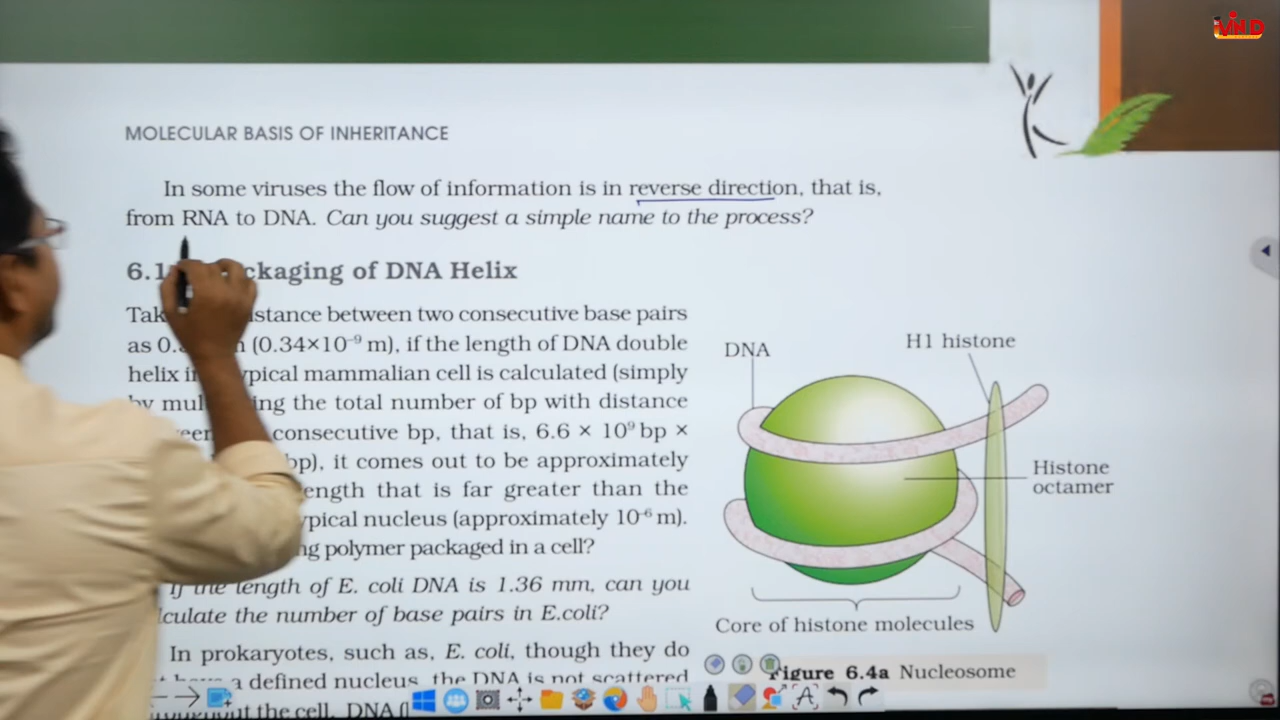 VIND
MOLECULAR BASIS OF INHERITANCE
In some viruses the flow of information is in reverse direction, that is,
from RNA to DNA. Can you suggest a simple name to the process?
6.1 ckaging of DNA Helix
Tak stance between two consecutive base pairs
as 0. (0.34×10⁻⁹ m), if the length of DNA double
helix i ypical mammalian cell is calculated (simply
by mul ing the total number of bp with distance
een consecutive bp, that is, 6.6 × 10⁹ bp ×
bp), it comes out to be approximately
ength that is far greater than the
ypical nucleus (approximately 10⁻⁶ m).
ng polymer packaged in a cell?
If the length of E. coli DNA is 1.36 mm, can you
lculate the number of base pairs in E.coli?
In prokaryotes, such as, E. coli, though they do
a defined nucleus, the DNA is not scattered
the cell. DNA
DNA
H1 histone
Histone
octamer
Core of histone molecules
Figure 6.4a Nucleosome